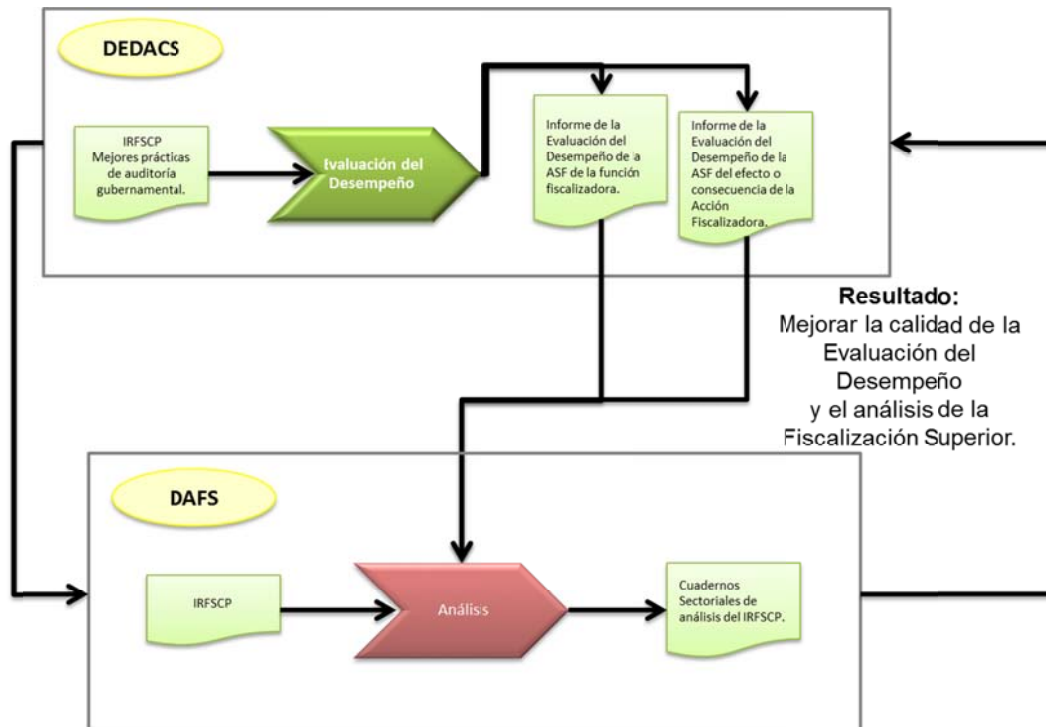 DEDACS
IRFSCP
Mejores prácticas
de auditoría
gubernamental.
Evaluación del
Desempeño
Informe de la
Evaluación del
Desempeño de la
ASF de la función
fiscalizadora.
Informe de la
Evaluación del
Desempeño de la
ASF del efecto o
consecuencia de la
Acción
Fiscalizadora.
Resultado:
Mejorar la calidad de la
Evaluación del
Desempeño
y el análisis de la
Fiscalización Superior.
DAFS
IRFSCP
Análisis
Cuadernos
Sectoriales de
análisis del IRFSCP.